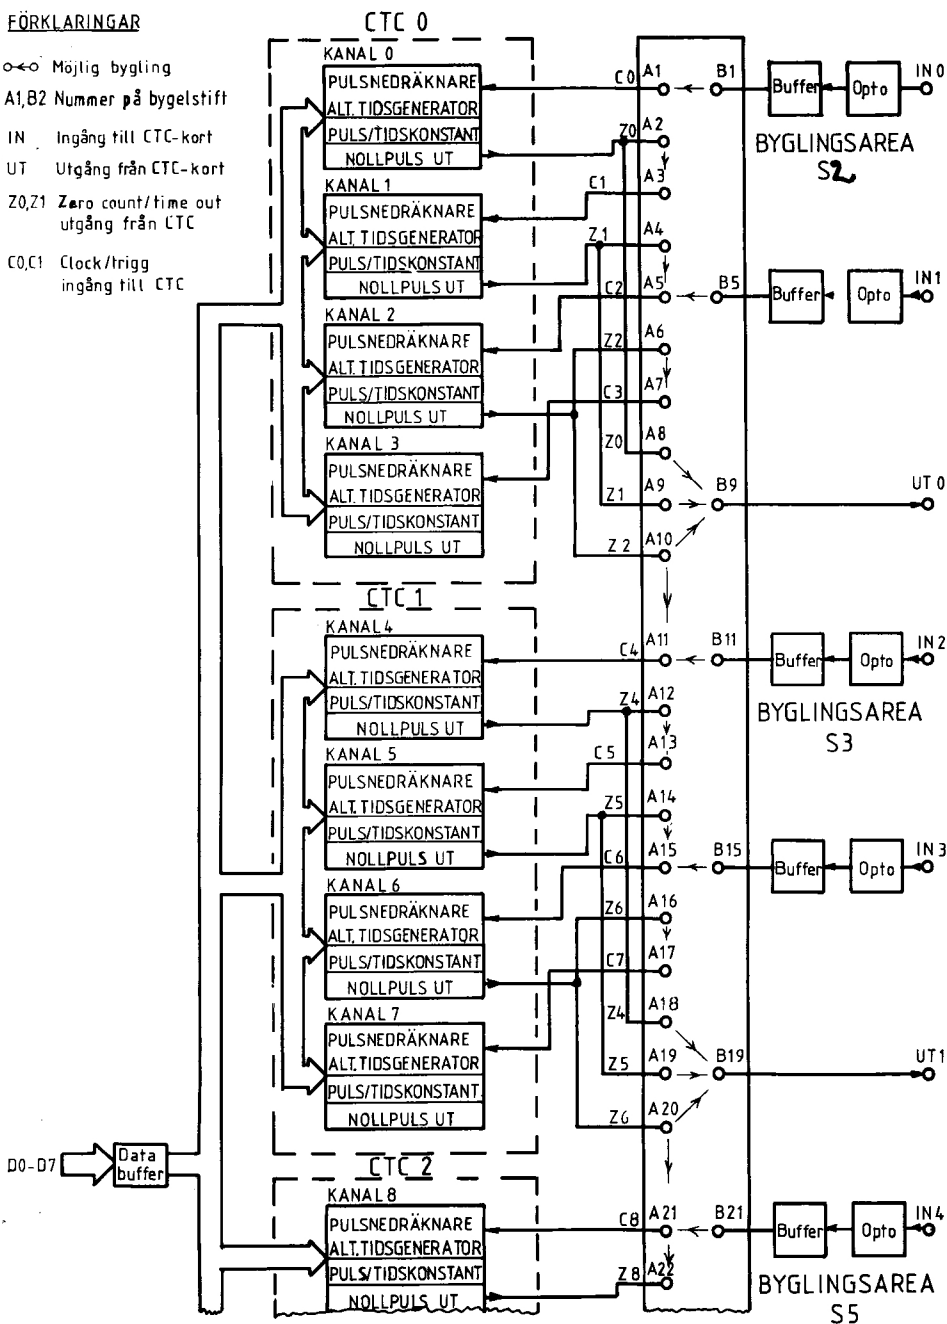 FÖRKLARINGAR
Möjlig bygling
A1,B2 Nummer på bygelstift
IN Ingång till CTC-kort
UT Utgång från CTC-kort
Z0,Z1 Zero count/time out
utgång från CTC
C0,C1 Clock/trigg
ingång till CTC
CTC 0
KANAL 0
PULSNEDRÄKNARE
ALT. TIDSGENERATOR
PULS/TIDSKONSTANT
NOLLPULS UT
KANAL 1
PULSNEDRÄKNARE
ALT. TIDSGENERATOR
PULS/TIDSKONSTANT
NOLLPULS UT
KANAL 2
PULSNEDRÄKNARE
ALT. TIDSGENERATOR
PULS/TIDSKONSTANT
NOLLPULS UT
KANAL 3
PULSNEDRÄKNARE
ALT. TIDSGENERATOR
PULS/TIDSKONSTANT
NOLLPULS UT
C0 A1 B1 Buffer Opto IN 0
BYGLINGSAREA
S2
Z0 A2
C1 A3
Z1 A4
C2 A5 B5 Buffer Opto IN1
Z2 A6
C3 A7
Z0 A8
Z1 A9 B9 UT 0
Z2 A10
CTC 1
KANAL 4
PULSNEDRÄKNARE
ALT. TIDSGENERATOR
PULS/TIDSKONSTANT
NOLLPULS UT
KANAL 5
PULSNEDRÄKNARE
ALT. TIDSGENERATOR
PULS/TIDSKONSTANT
NOLLPULS UT
KANAL 6
PULSNEDRÄKNARE
ALT. TIDSGENERATOR
PULS/TIDSKONSTANT
NOLLPULS UT
KANAL 7
PULSNEDRÄKNARE
ALT. TIDSGENERATOR
PULS/TIDSKONSTANT
NOLLPULS UT
C4 A11 B11 Buffer Opto IN 2
BYGLINGSAREA
S3
Z4 A12
C5 A13
Z5 A14
C6 A15 B15 Buffer Opto IN 3
Z6 A16
C7 A17
Z4 A18
Z5 A19 B19 UT1
Z6 A20
D0-D7 Data
buffer
CTC 2
KANAL 8
PULSNEDRÄKNARE
ALT. TIDSGENERATOR
PULS/TIDSKONSTANT
NOLLPULS UT
C8 A21 B21 Buffer Opto IN4
Z8 A22
BYGLINGSAREA
S5